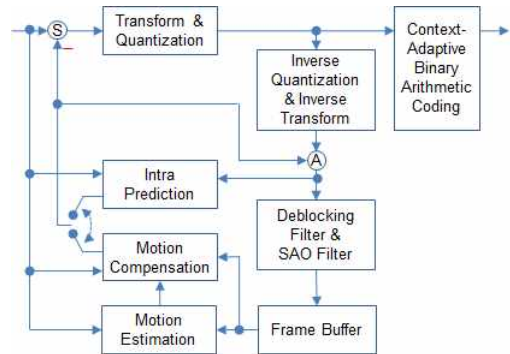 S
Transform &
Quantization
Context-
Adaptive
Binary
Arithmetic
Coding
Inverse
Quantization
& Inverse
Transform
A
Intra
Prediction
Deblocking
Filter &
SAO Filter
Motion
Compensation
Motion
Estimation
Frame Buffer